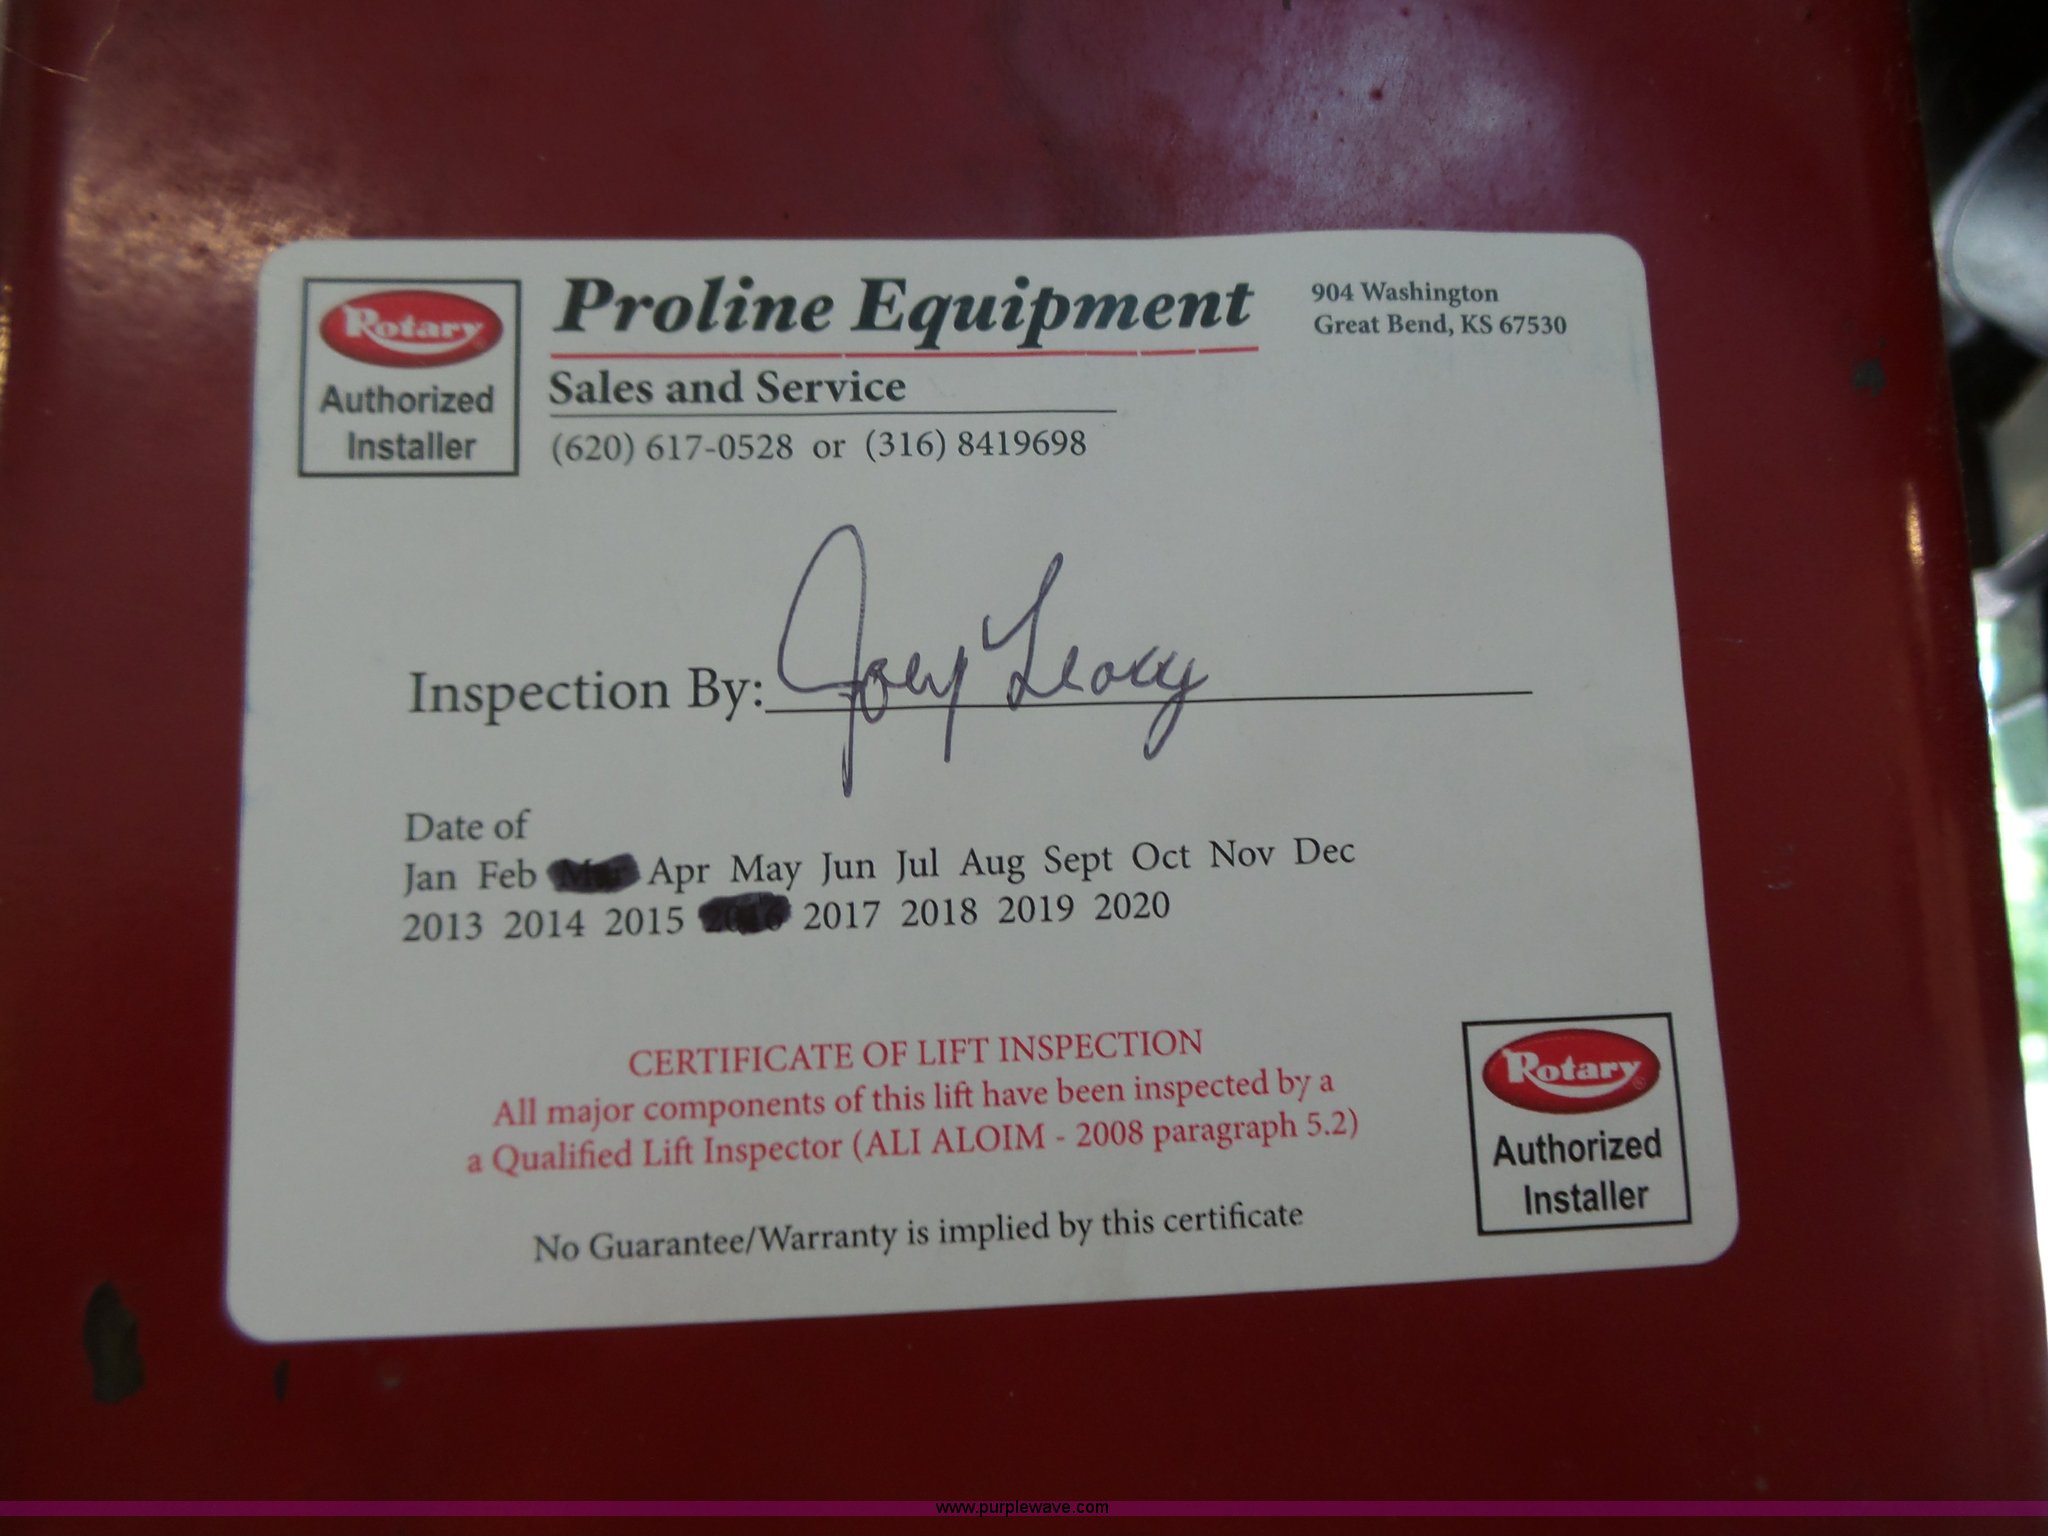 Rotary
Authorized
Installer
Proline Equipment
Sales and Service
(620) 617-0528 or (316) 8419698
904 Washington
Great Bend, KS 67530
Inspection By: Joey
Date of
Jan Feb Mar Apr May Jun Jul Aug Sept Oct Nov Dec
2013 2014 2015 2016 2017 2018 2019 2020
CERTIFICATE OF LIFT INSPECTION
All major components of this lift have been inspected by a
a Qualified Lift Inspector (ALI ALOIM - 2008 paragraph 5.2)
No Guarantee/Warranty is implied by this certificate
Rotary
Authorized
Installer
www.purplewave.com